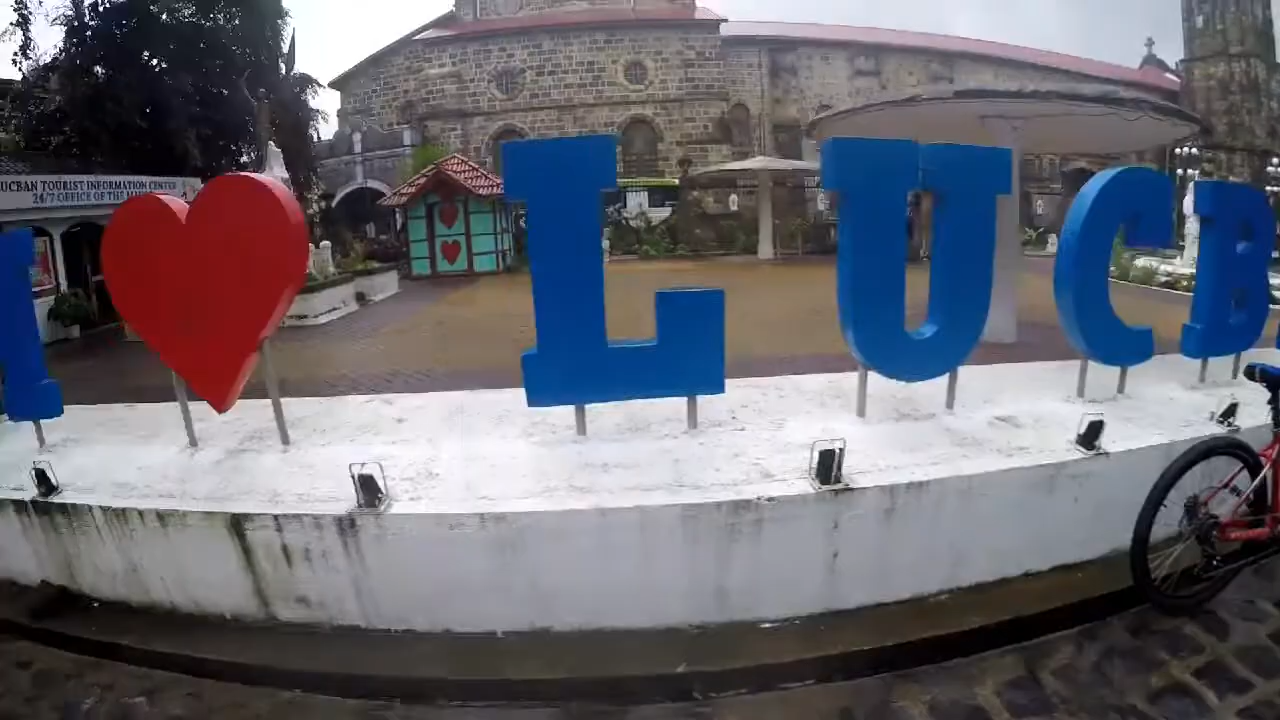 UCBAN TOURIST INFORMATION CENTER
24/7 OFFICE OF THE
I LUCB